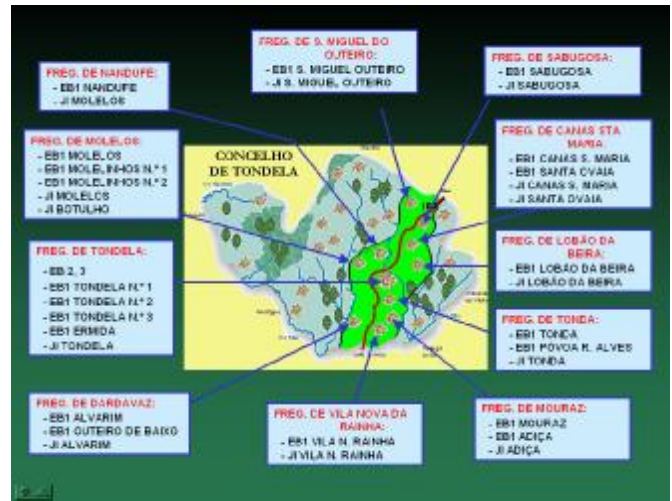 FREG. DE S. MIGUEL DO
OUTEIRO:
- EB1 S. MIGUEL OUTEIRO
- JI S. MIGUEL OUTEIRO
FREG. DE SABUGOSA:
- EB1 SABUGOSA
- JI SABUGOSA
FREG. DE NANDUFE:
- EB1 NANDUFE
- JI MOLELOS
FREG. DE CANAS STA
MARIA:
- EB1 CANAS S. MARIA
- EB1 SANTA OVAIA
- JI CANAS S. MARIA
- JI SANTA OVAIA
FREG. DE MOLELOS:
- EB1 MOLELOS
- EB1 MOLELINHOS N.º 1
- EB1 MOLELINHOS N.º 2
- JI MOLELOS
- JI BOTULHO
CONCELHO
DE TONDELA
FREG. DE LOBÃO DA
BEIRA:
- EB1 LOBÃO DA BEIRA
- JI LOBÃO DA BEIRA
FREG. DE TONDELA:
- EB 2, 3
- EB1 TONDELA N.º 1
- EB1 TONDELA N.º 2
- EB1 TONDELA N.º 3
- EB1 ERMIDA
- JI TONDELA
FREG. DE TONDA:
- EB1 TONDA
- EB1 PÓVOA R. ALVES
- JI TONDA
FREG. DE DARDAVAZ:
- EB1 ALVARIM
- EB1 OUTEIRO DE BAIXO
- JI ALVARIM
FREG. DE VILA NOVA DA
RAINHA:
- EB1 VILA N. RAINHA
- JI VILA N. RAINHA
FREG. DE MOURAZ:
- EB1 MOURAZ
- EB1 ADIÇA
- JI ADIÇA